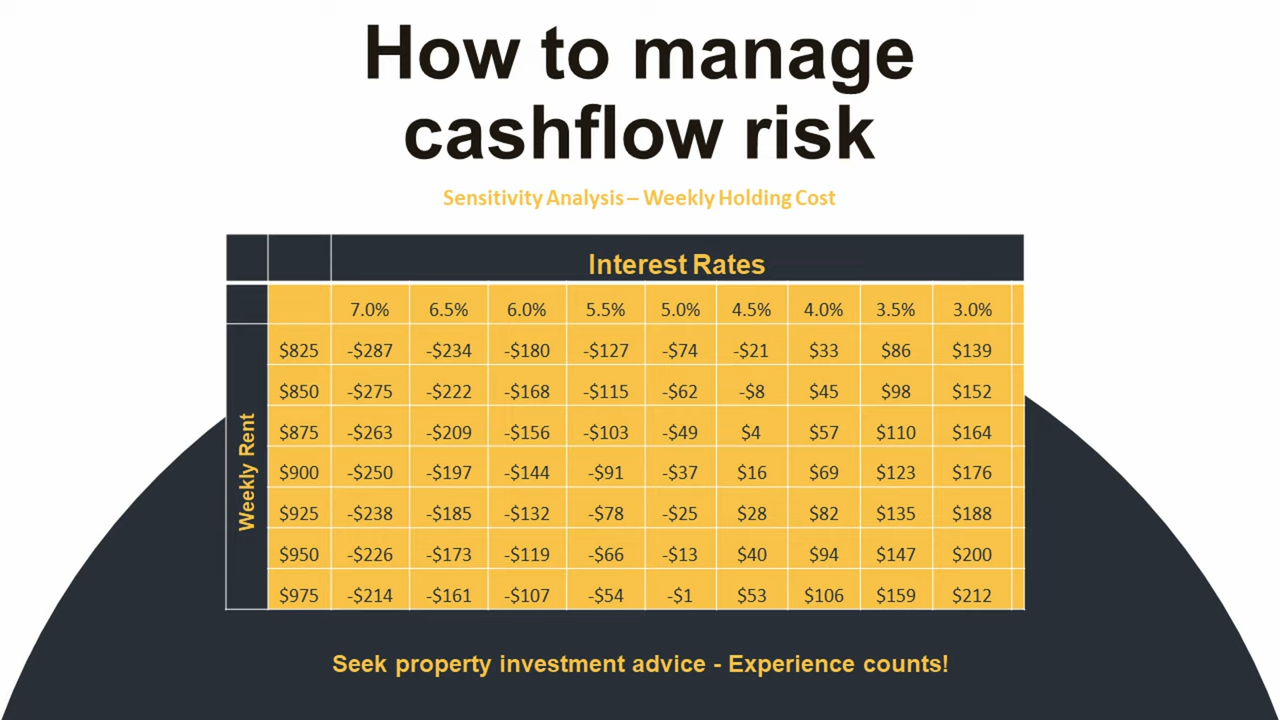 How to manage
cashflow risk
Sensitivity Analysis – Weekly Holding Cost
Interest Rates
7.0% 6.5% 6.0% 5.5% 5.0% 4.5% 4.0% 3.5% 3.0%
Weekly Rent
$825 -$287 -$234 -$180 -$127 -$74 -$21 $33 $86 $139
$850 -$275 -$222 -$168 -$115 -$62 -$8 $45 $98 $152
$875 -$263 -$209 -$156 -$103 -$49 $4 $57 $110 $164
$900 -$250 -$197 -$144 -$91 -$37 $16 $69 $123 $176
$925 -$238 -$185 -$132 -$78 -$25 $28 $82 $135 $188
$950 -$226 -$173 -$119 -$66 -$13 $40 $94 $147 $200
$975 -$214 -$161 -$107 -$54 -$1 $53 $106 $159 $212
Seek property investment advice - Experience counts!